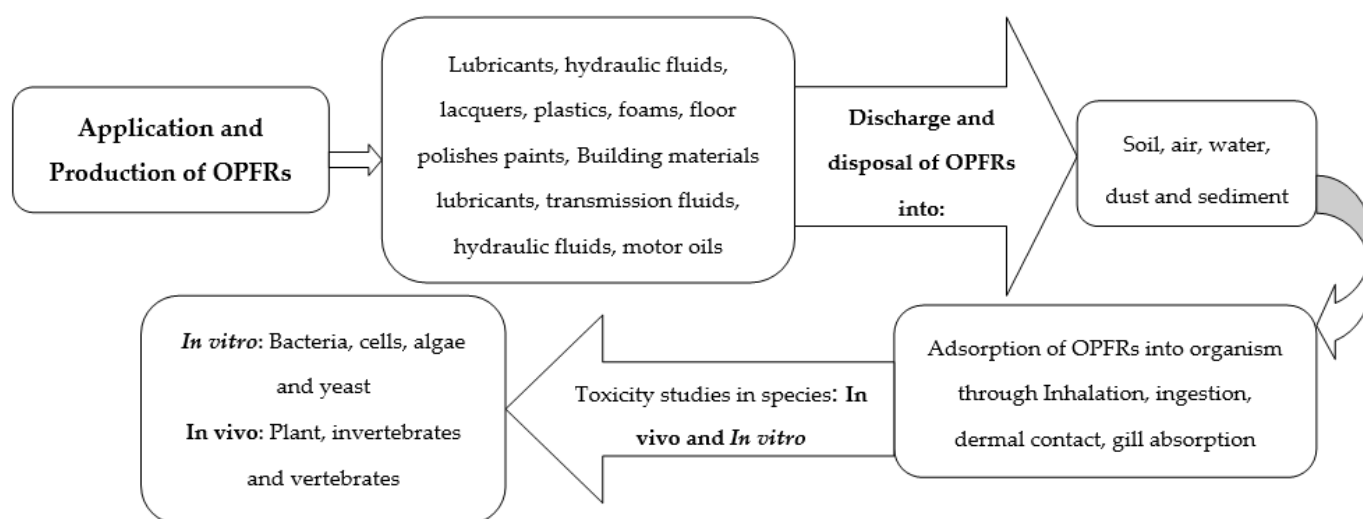 Application and
Production of OPFRs
Lubricants, hydraulic fluids,
lacquers, plastics, foams, floor
polishes paints, Building materials
lubricants, transmission fluids,
hydraulic fluids, motor oils
Discharge and
disposal of OPFRs
into:
Soil, air, water,
dust and sediment
Adsorption of OPFRs into organism
through Inhalation, ingestion,
dermal contact, gill absorption
Toxicity studies in species: In
vivo and In vitro
In vitro: Bacteria, cells, algae
and yeast
In vivo: Plant, invertebrates
and vertebrates